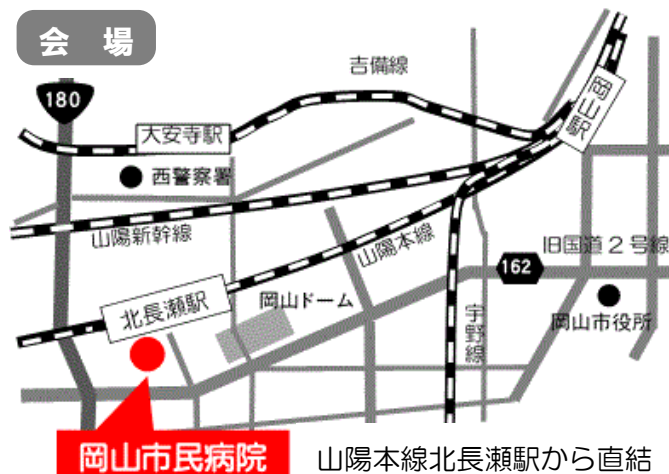 会 場
180
吉備線
岡山駅
大安寺駅
西警察署
山陽新幹線
山陽本線
旧国道2号線
162
北長瀬駅
岡山ドーム
宇野線
岡山市役所
岡山市民病院
山陽本線北長瀬駅から直結